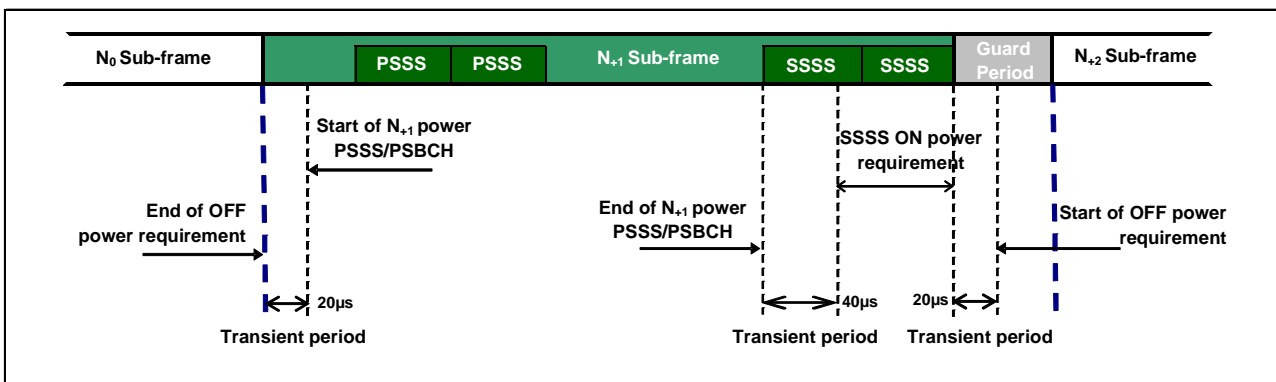 N₀ Sub-frame
PSSS
PSSS
N₊₁ Sub-frame
SSSS
SSSS
Guard
Period
N₊₂ Sub-frame
Start of N₊₁ power
PSSS/PSBCH
SSSS ON power
requirement
End of OFF
power requirement
End of N₊₁ power
PSSS/PSBCH
Start of OFF power
requirement
20µs
40µs
20µs
Transient period
Transient period
Transient period